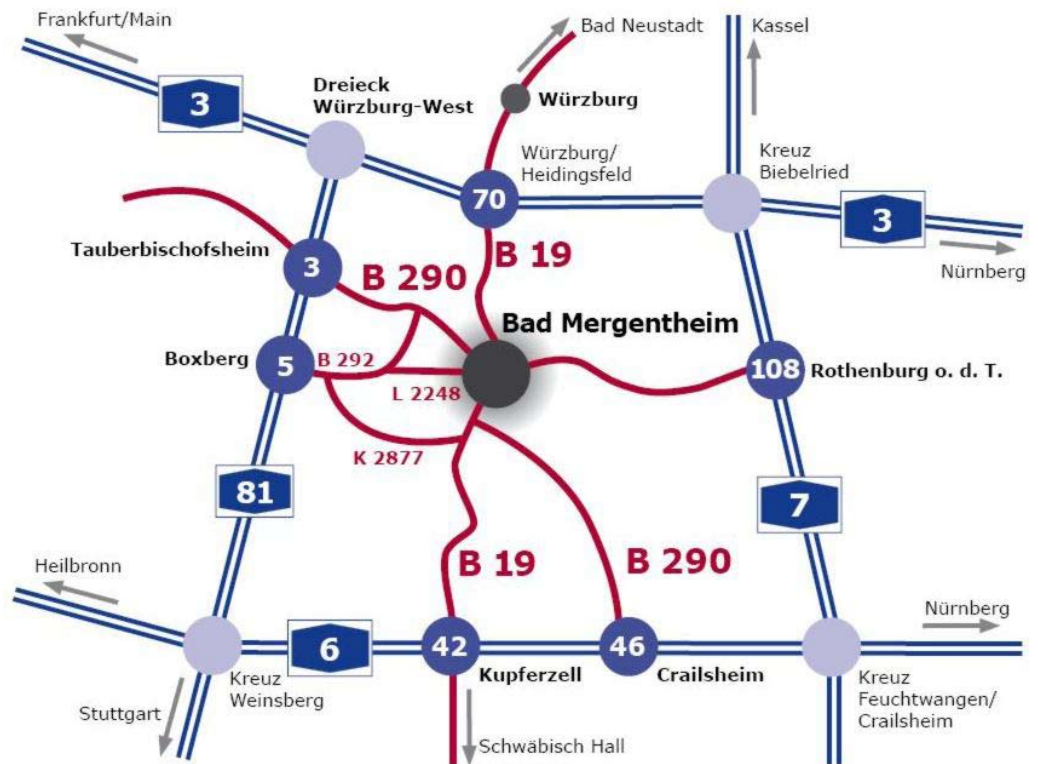 Frankfurt/Main
Bad Neustadt
Kassel
Dreieck
Würzburg-West
3
Würzburg
Würzburg/
Heidingsfeld
Kreuz
Biebelried
70
3
Nürnberg
Tauberbischofsheim
3
B 290
B 19
Bad Mergentheim
Boxberg
5
B 292
L 2248
108
Rothenburg o. d. T.
K 2877
81
7
Heilbronn
B 19
B 290
Nürnberg
6
42
46
Kreuz
Weinsberg
Kupferzell
Crailsheim
Kreuz
Feuchtwangen/
Crailsheim
Stuttgart
Schwäbisch Hall